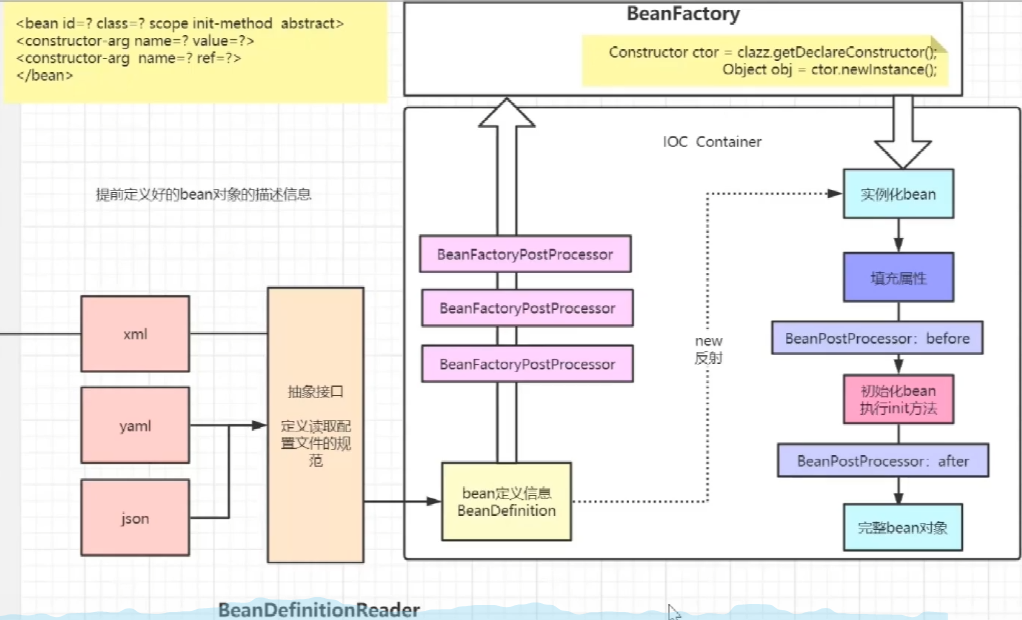 <bean id=? class=? scope init-method abstract>
<constructor-arg name=? value=?>
<constructor-arg name=? ref=?>
</bean>
BeanFactory
Constructor ctor = clazz.getDeclareConstructor();
Object obj = ctor.newInstance();
IOC Container
提前定义好的bean对象的描述信息
实例化bean
BeanFactoryPostProcessor
填充属性
BeanFactoryPostProcessor
xml
new
反射
BeanPostProcessor：before
BeanFactoryPostProcessor
抽象接口
初始化bean
执行init方法
yaml
定义读取配
置文件的规
范
BeanPostProcessor：after
bean定义信息
BeanDefinition
json
完整bean对象
BeanDefinitionReader